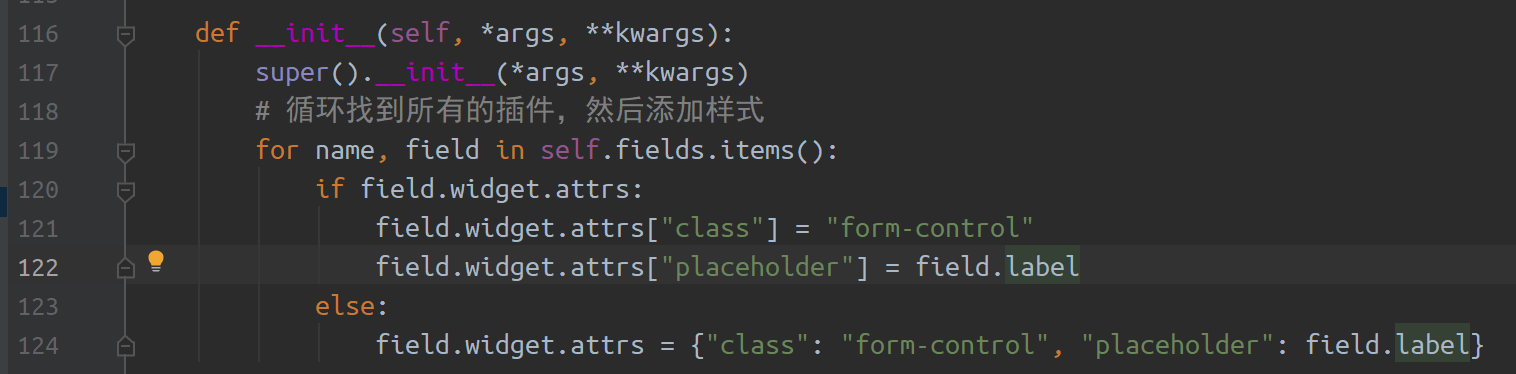 116 def __init__(self, *args, **kwargs):
117 super().__init__(*args, **kwargs)
118 # 循环找到所有的插件，然后添加样式
119 for name, field in self.fields.items():
120 if field.widget.attrs:
121 field.widget.attrs["class"] = "form-control"
122 field.widget.attrs["placeholder"] = field.label
123 else:
124 field.widget.attrs = {"class": "form-control", "placeholder": field.label}